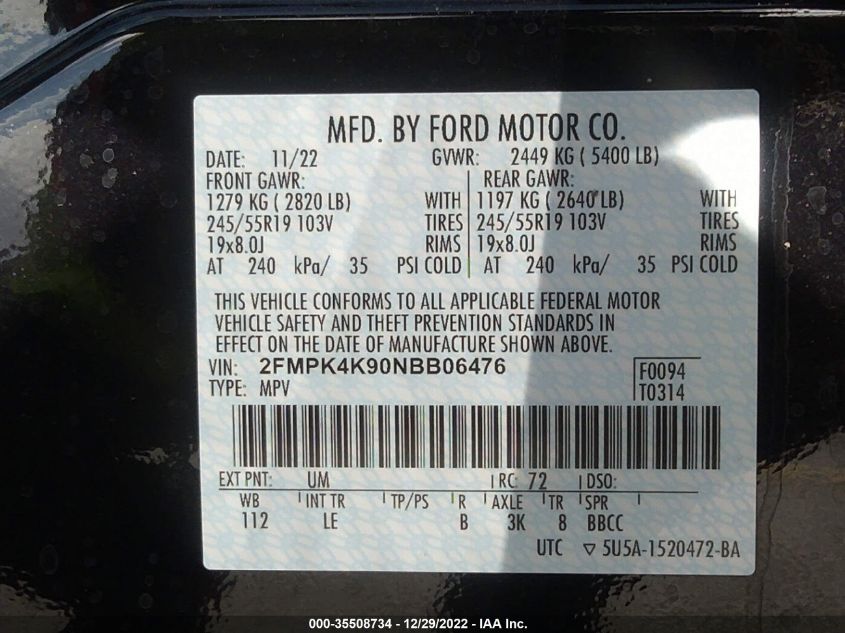 MFD. BY FORD MOTOR CO.
DATE: 11/22 GVWR: 2449 KG ( 5400 LB)
FRONT GAWR: REAR GAWR:
1279 KG ( 2820 LB) WITH 1197 KG ( 2640 LB) WITH
245/55R19 103V TIRES 245/55R19 103V TIRES
19x8.0J RIMS 19x8.0J RIMS
AT 240 kPa/ 35 PSI COLD AT 240 kPa/ 35 PSI COLD
THIS VEHICLE CONFORMS TO ALL APPLICABLE FEDERAL MOTOR
VEHICLE SAFETY AND THEFT PREVENTION STANDARDS IN
EFFECT ON THE DATE OF MANUFACTURE SHOWN ABOVE.
VIN: 2FMPK4K90NBB06476 F0094
TYPE: MPV T0314
EXT PNT: UM RC: 72 DSO:
WB INT TR TP/PS R AXLE TR SPR
112 LE B 3K 8 BBCC
UTC ▽ 5U5A-1520472-BA
000-35508734 - 12/29/2022 - IAA Inc.